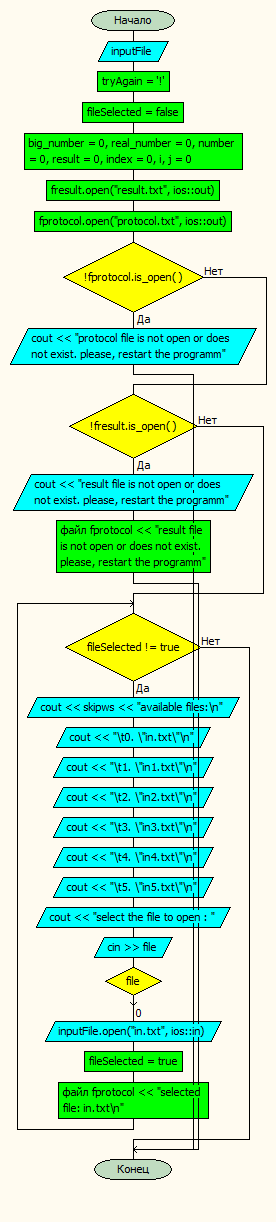 Начало
inputFile
tryAgain = '!'
fileSelected = false
big_number = 0, real_number = 0, number
= 0, result = 0, index = 0, i, j = 0
fresult.open("result.txt", ios::out)
fprotocol.open("protocol.txt", ios::out)
!fprotocol.is_open( )
Нет
Да
cout << "protocol file is not open or does
not exist. please, restart the programm"
!fresult.is_open( )
Нет
Да
cout << "result file is not open or does
not exist. please, restart the programm"
файл fprotocol << "result file
is not open or does not exist.
please, restart the programm"
fileSelected != true
Нет
Да
cout << skipws << "available files:\n"
cout << "\t0. \"in.txt\"\n"
cout << "\t1. \"in1.txt\"\n"
cout << "\t2. \"in2.txt\"\n"
cout << "\t3. \"in3.txt\"\n"
cout << "\t4. \"in4.txt\"\n"
cout << "\t5. \"in5.txt\"\n"
cout << "select the file to open : "
cin >> file
file
0
inputFile.open("in.txt", ios::in)
fileSelected = true
файл fprotocol << "selected
file: in.txt\n"
Конец